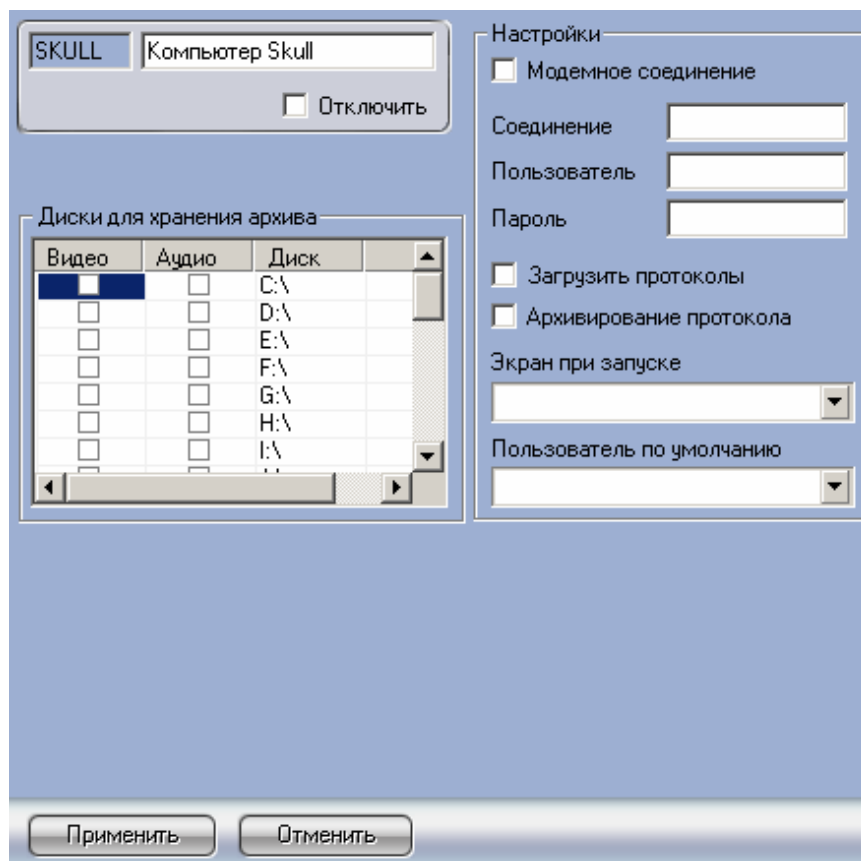 SKULL Компьютер Skull
Отключить
Диски для хранения архива
Видео Аудио Диск
C:\
D:\
E:\
F:\
G:\
H:\
I:\
Настройки
Модемное соединение
Соединение
Пользователь
Пароль
Загрузить протоколы
Архивирование протокола
Экран при запуске
Пользователь по умолчанию
Применить Отменить